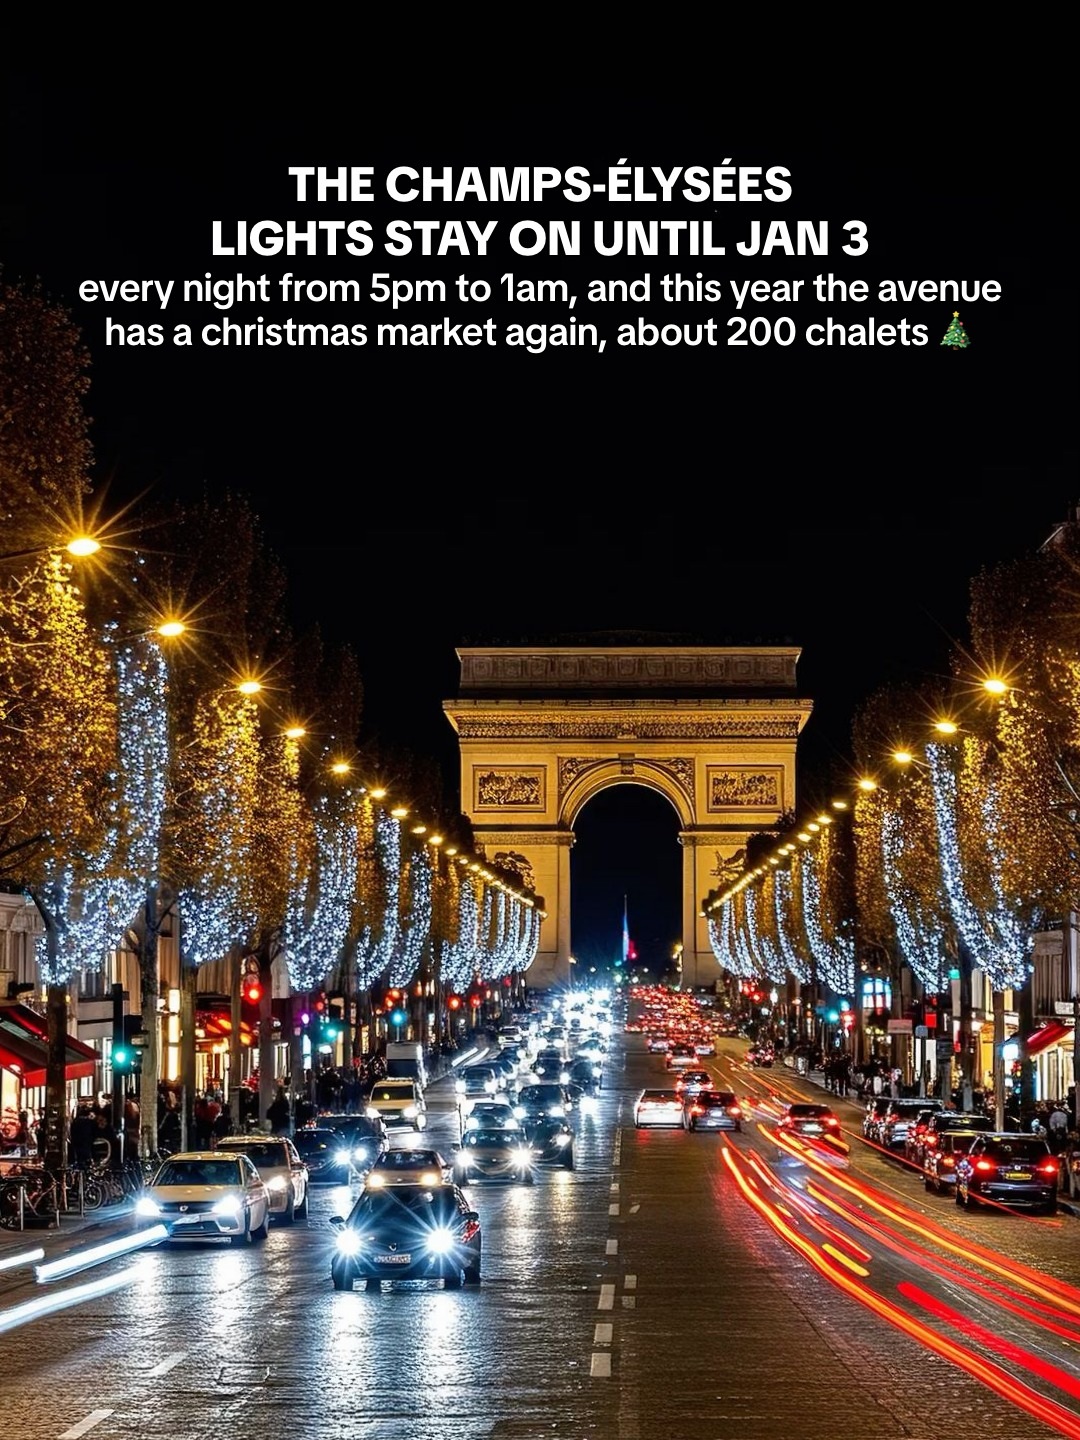 THE CHAMPS-ÉLYSÉES
LIGHTS STAY ON UNTIL JAN 3
every night from 5pm to 1am, and this year the avenue
has a christmas market again, about 200 chalets 🎄